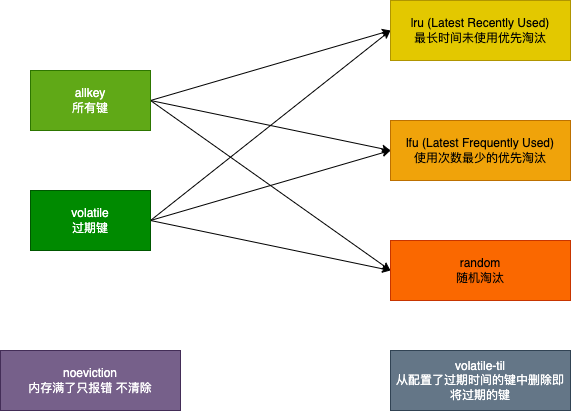 lru (Latest Recently Used)
最长时间未使用优先淘汰
allkey
所有键
lfu (Latest Frequently Used)
使用次数最少的优先淘汰
volatile
过期键
random
随机淘汰
noeviction
内存满了只报错 不清除
volatile-til
从配置了过期时间的键中删除即
将过期的键